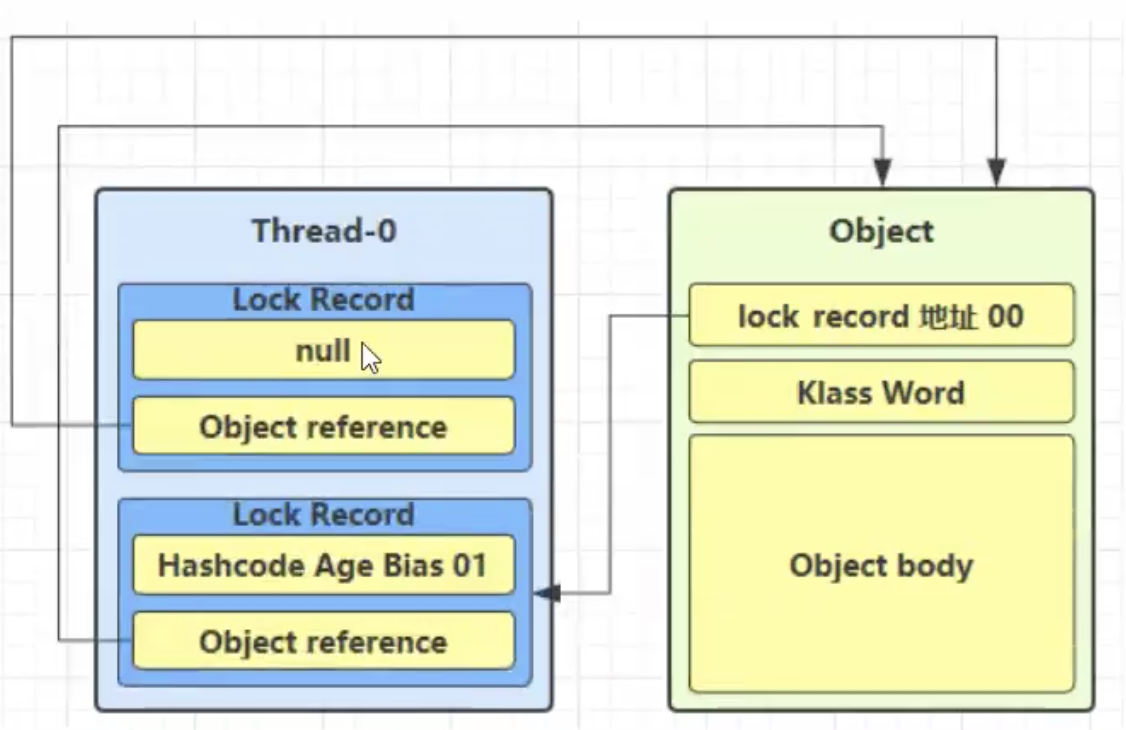 Thread-0
Lock Record
null
Object reference
Lock Record
Hashcode Age Bias 01
Object reference
Object
lock record 地址 00
Klass Word
Object body